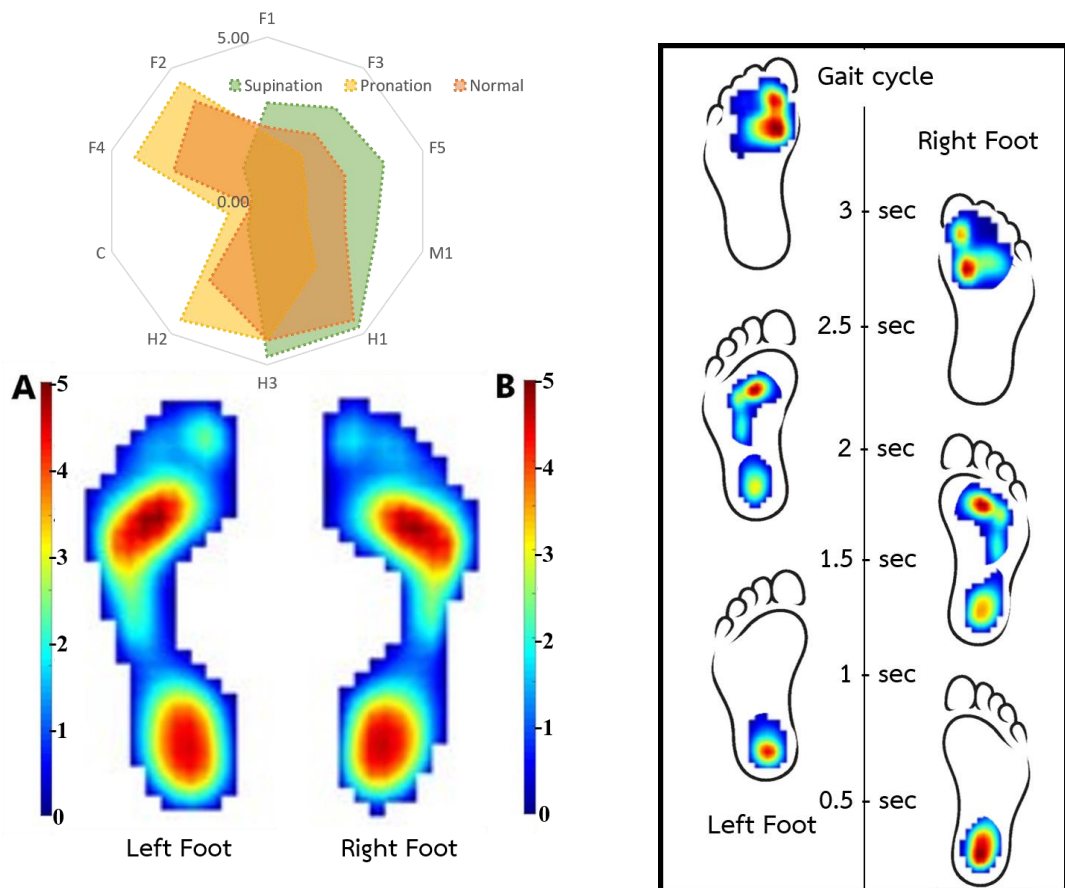 F1
5.00
F2
F3
Supination
Pronation
Normal
F4
F5
0.00
C
M1
H2
H1
H3
A
B
5
4
3
2
1
0
5
4
3
2
1
0
Left Foot
Right Foot
Gait cycle
Right Foot
3 sec
2.5 sec
2 sec
1.5 sec
1 sec
0.5 sec
Left Foot